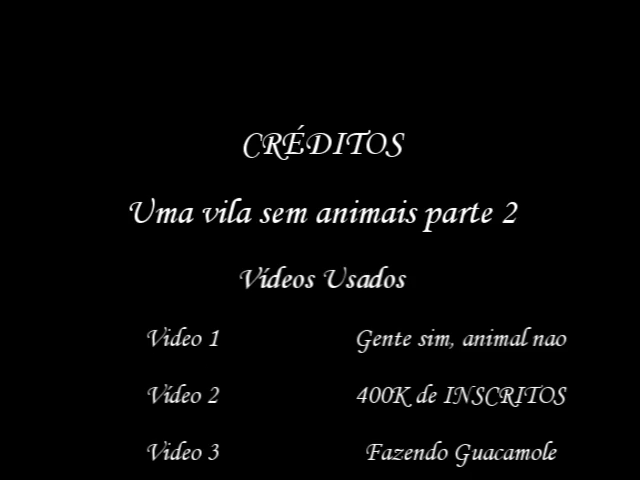 CRÉDITOS
Uma vila sem animais parte 2
Vídeos Usados
Video 1 Gente sim, animal nao
Vídeo 2 400K de INSCRITOS
Video 3 Fazendo Guacamole